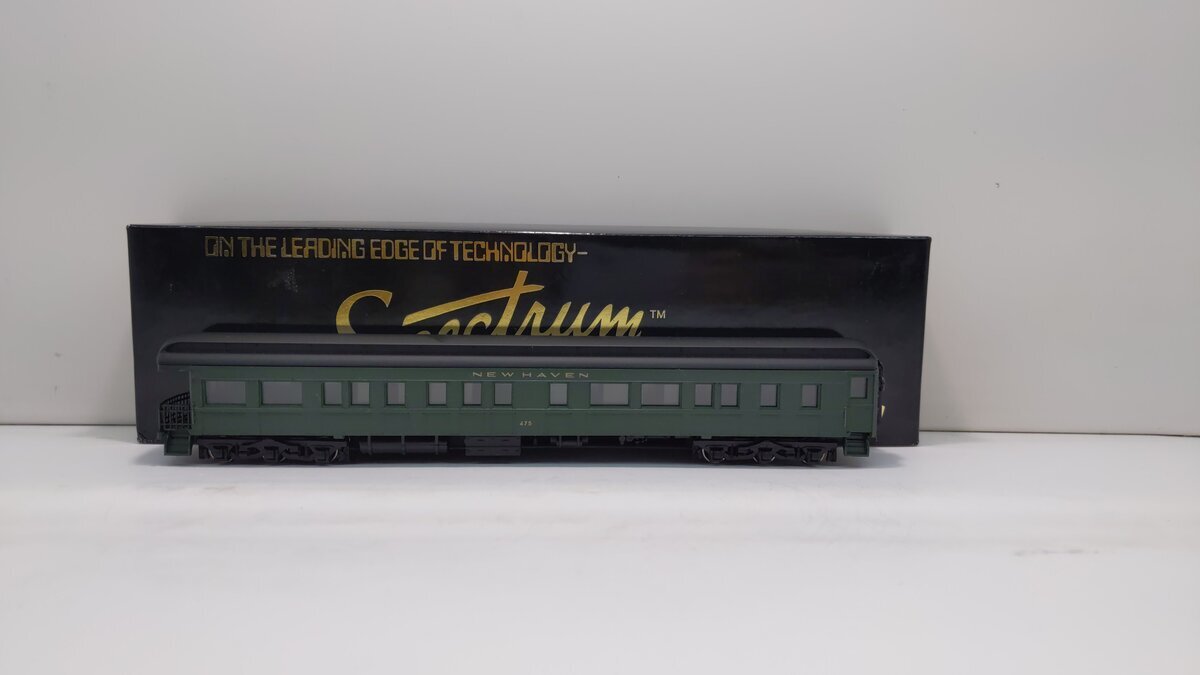 ON THE LEADING EDGE OF TECHNOLOGY-
Spectrum™
NEW HAVEN
475